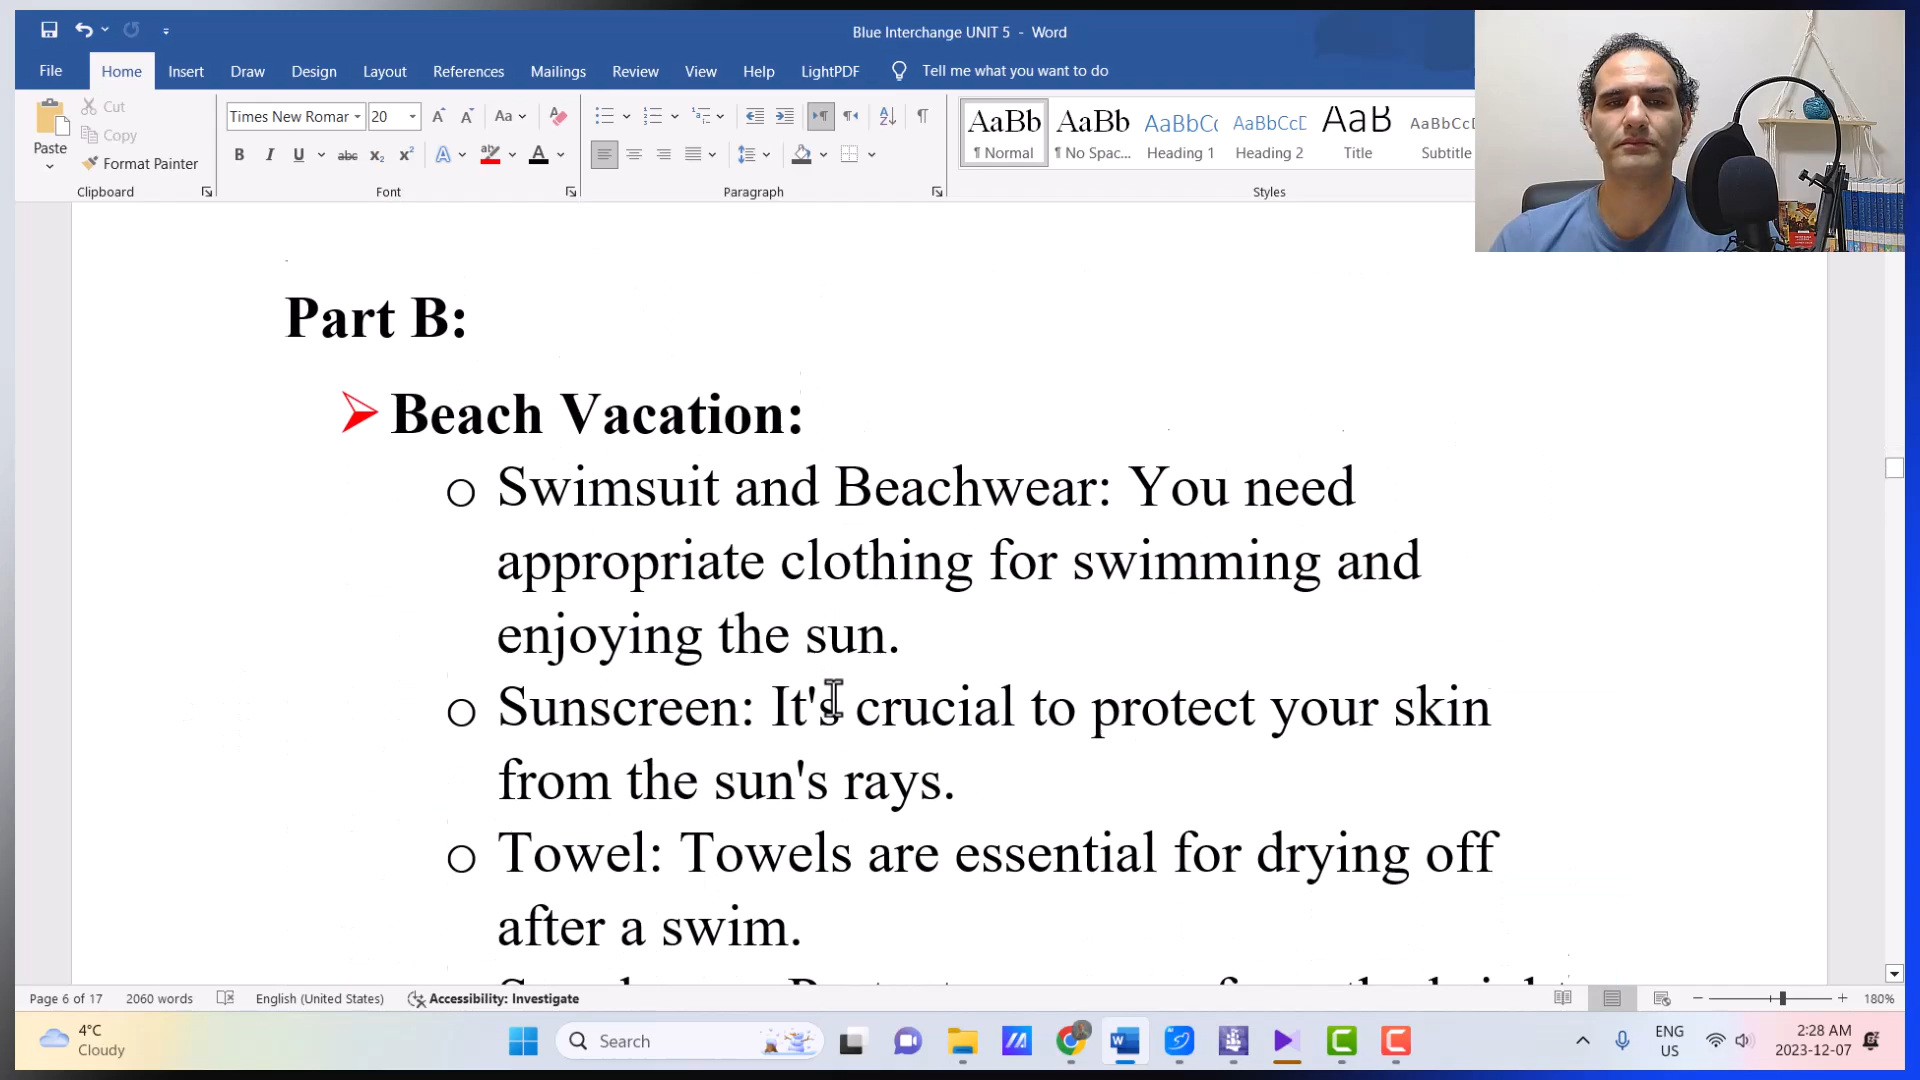 Blue Interchange UNIT 5 - Word
File Home Insert Draw Design Layout References Mailings Review View Help LightPDF Tell me what you want to do
Paste
Cut
Copy
Format Painter
Times New Romar 20
Clipboard Font Paragraph Styles
AaBb
¶ Normal
AaBb
¶ No Spac...
AaBbCc
Heading 1
AaBbCcD
Heading 2
AaB
Title
AaBbCcD
Subtitle
Part B:
➢ Beach Vacation:
o Swimsuit and Beachwear: You need
appropriate clothing for swimming and
enjoying the sun.
o Sunscreen: It's crucial to protect your skin
from the sun's rays.
o Towel: Towels are essential for drying off
after a swim.
Page 6 of 17 2060 words English (United States) Accessibility: Investigate 180%
4°C
Cloudy
Search
ENG
US
2:28 AM
2023-12-07